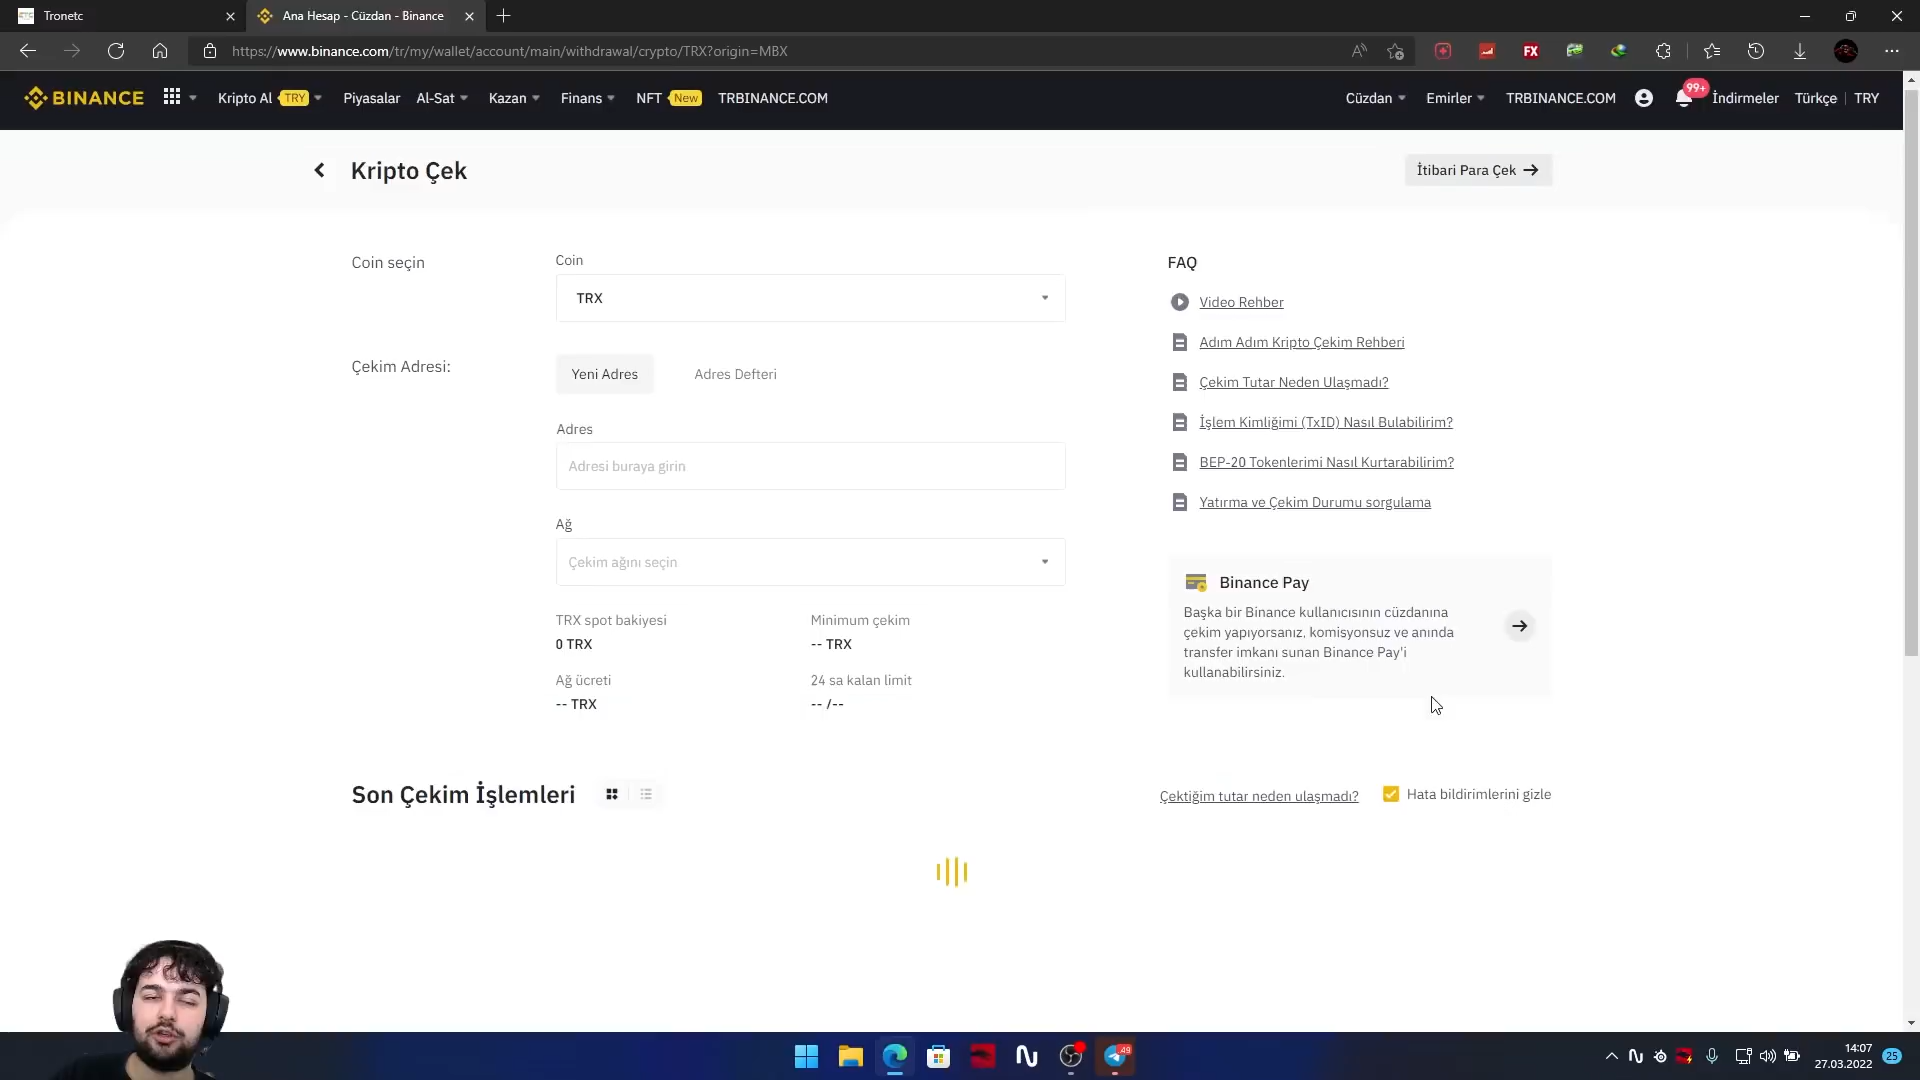 Tronetc
Ana Hesap - Cüzdan - Binance
https://www.binance.com/tr/my/wallet/account/main/withdrawal/crypto/TRX?origin=MBX
FX
BINANCE
Kripto Al TRY
Piyasalar
Al-Sat
Kazan
Finans
NFT New
TRBINANCE.COM
Cüzdan
Emirler
TRBINANCE.COM
99+
İndirmeler
Türkçe
TRY
Kripto Çek
İtibari Para Çek
Coin seçin
Coin
TRX
Çekim Adresi:
Yeni Adres
Adres Defteri
Adres
Adresi buraya girin
Ağ
Çekim ağını seçin
TRX spot bakiyesi
0 TRX
Minimum çekim
-- TRX
Ağ ücreti
-- TRX
24 sa kalan limit
-- /--
FAQ
Video Rehber
Adım Adım Kripto Çekim Rehberi
Çekim Tutar Neden Ulaşmadı?
İşlem Kimliğimi (TxID) Nasıl Bulabilirim?
BEP-20 Tokenlerimi Nasıl Kurtarabilirim?
Yatırma ve Çekim Durumu sorgulama
Binance Pay
Başka bir Binance kullanıcısının cüzdanına
çekim yapıyorsanız, komisyonsuz ve anında
transfer imkanı sunan Binance Pay'i
kullanabilirsiniz.
Son Çekim İşlemleri
Çektiğim tutar neden ulaşmadı?
Hata bildirimlerini gizle
49
14:07
27.03.2022
25